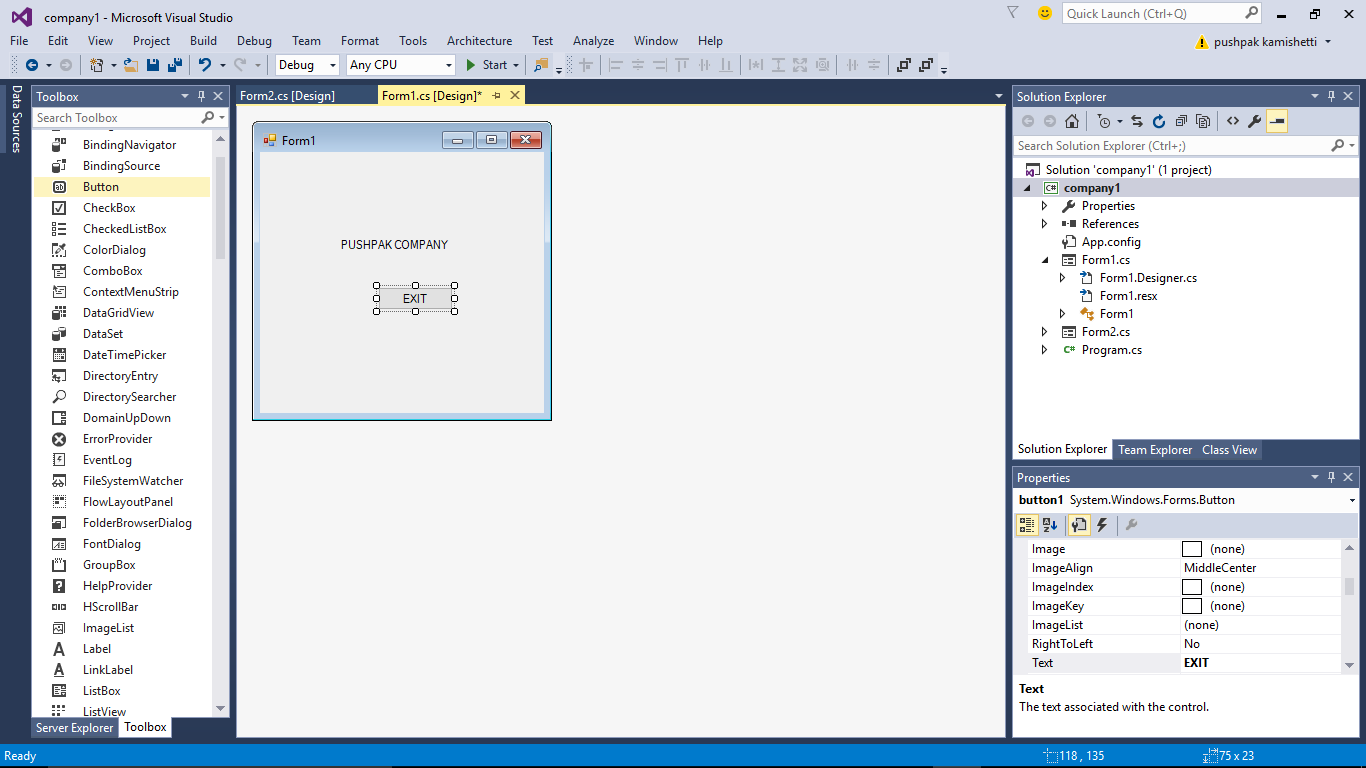 company1 - Microsoft Visual Studio
Quick Launch (Ctrl+Q)
File Edit View Project Build Debug Team Format Tools Architecture Test Analyze Window Help
pushpak kamishetti
Debug Any CPU Start
Data Sources
Toolbox
Search Toolbox
BindingNavigator
BindingSource
Button
CheckBox
CheckedListBox
ColorDialog
ComboBox
ContextMenuStrip
DataGridView
DataSet
DateTimePicker
DirectoryEntry
DirectorySearcher
DomainUpDown
ErrorProvider
EventLog
FileSystemWatcher
FlowLayoutPanel
FolderBrowserDialog
FontDialog
GroupBox
HelpProvider
HScrollBar
ImageList
Label
LinkLabel
ListBox
ListView
Server Explorer Toolbox
Form2.cs [Design] Form1.cs [Design]*
Form1
PUSHPAK COMPANY
EXIT
Solution Explorer
Search Solution Explorer (Ctrl+;)
Solution 'company1' (1 project)
C# company1
Properties
References
App.config
Form1.cs
Form1.Designer.cs
Form1.resx
Form1
Form2.cs
C# Program.cs
Solution Explorer Team Explorer Class View
Properties
button1 System.Windows.Forms.Button
Image (none)
ImageAlign MiddleCenter
ImageIndex (none)
ImageKey (none)
ImageList (none)
RightToLeft No
Text EXIT
Text
The text associated with the control.
Ready 118 , 135 75 x 23